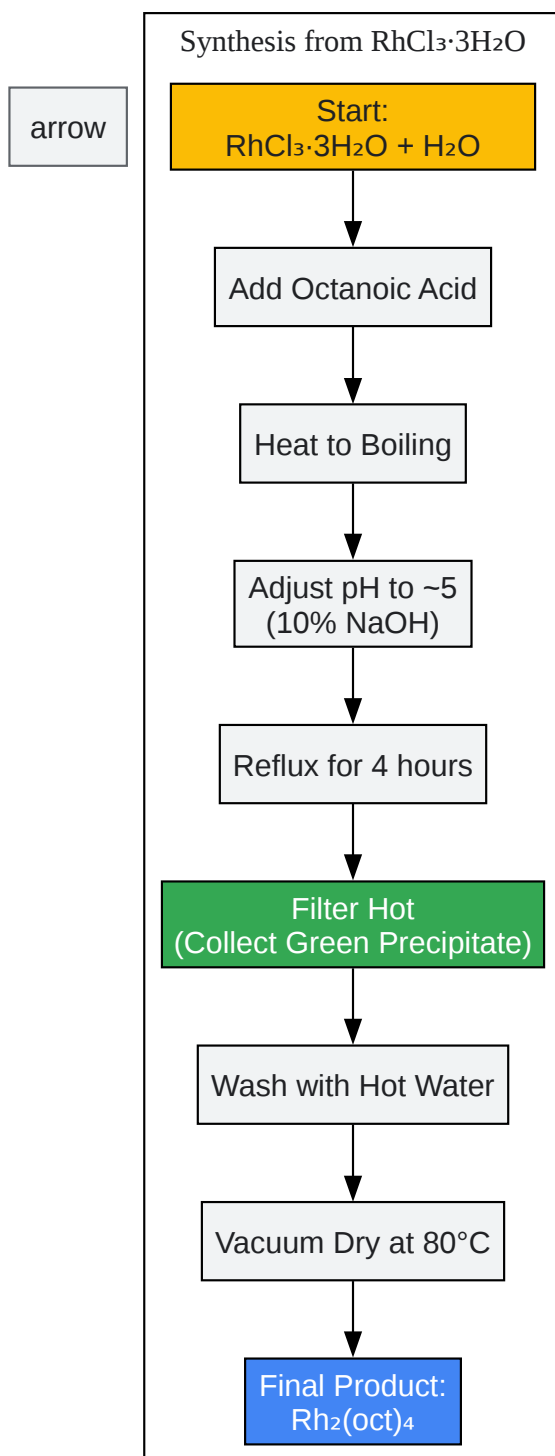 Synthesis from RhCl₃·3H₂O
arrow
Start:
RhCl₃·3H₂O + H₂O
Add Octanoic Acid
Heat to Boiling
Adjust pH to ~5
(10% NaOH)
Reflux for 4 hours
Filter Hot
(Collect Green Precipitate)
Wash with Hot Water
Vacuum Dry at 80°C
Final Product:
Rh₂(oct)₄